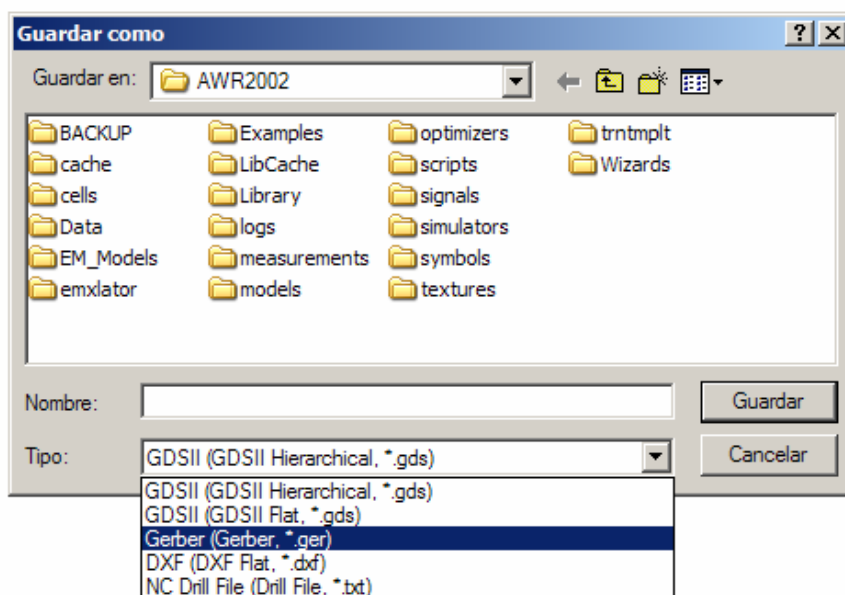 Guardar como
Guardar en: AWR2002
BACKUP Examples optimizers trntmplt
cache LibCache scripts Wizards
cells Library signals
Data logs simulators
EM_Models measurements symbols
emxlator models textures
Nombre: Guardar
Tipo: GDSII (GDSII Hierarchical, *.gds) Cancelar
GDSII (GDSII Hierarchical, *.gds)
GDSII (GDSII Flat, *.gds)
Gerber (Gerber, *.ger)
DXF (DXF Flat, *.dxf)
NC Drill File (Drill File, *.txt)